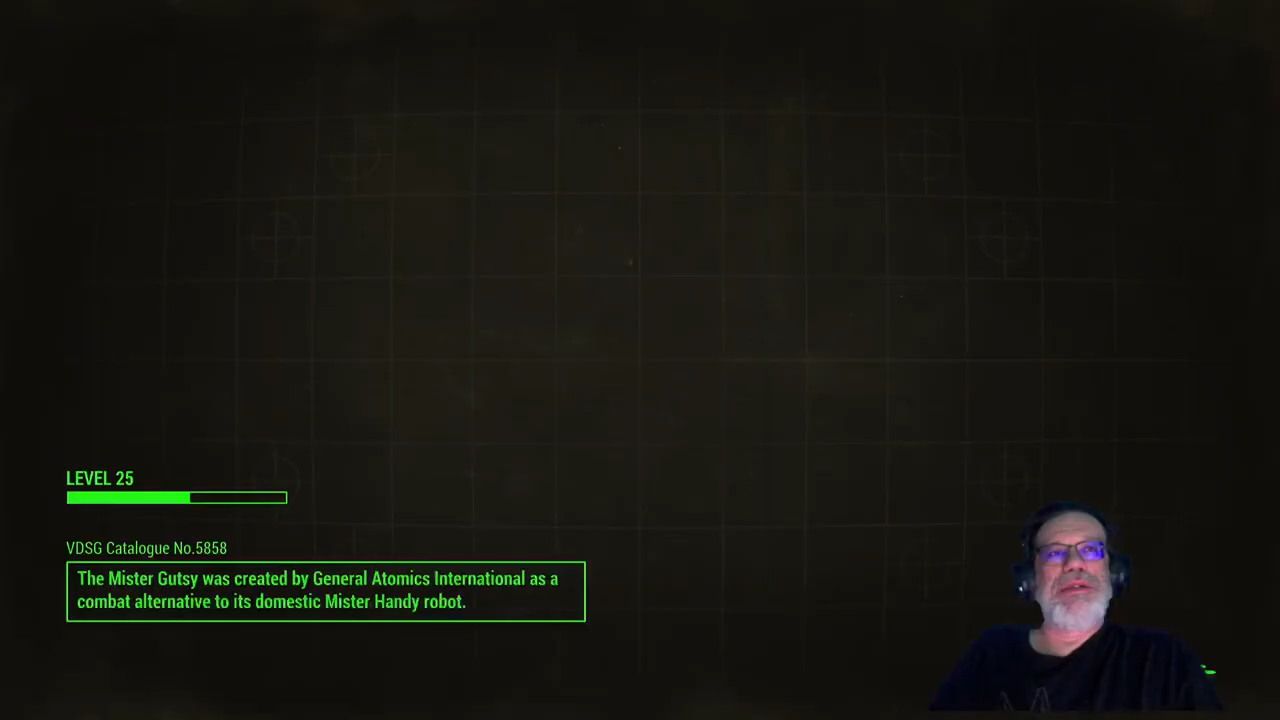 LEVEL 25
VDSG Catalogue No.5858
The Mister Gutsy was created by General Atomics International as a
combat alternative to its domestic Mister Handy robot.